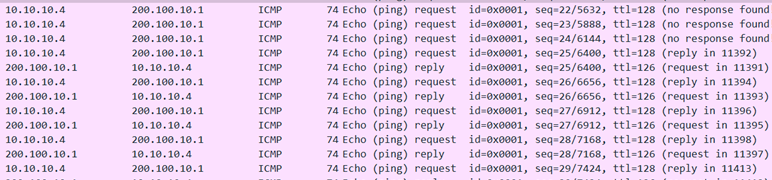 10.10.10.4 200.100.10.1 ICMP 74 Echo (ping) request id=0x0001, seq=22/5632, ttl=128 (no response found
10.10.10.4 200.100.10.1 ICMP 74 Echo (ping) request id=0x0001, seq=23/5888, ttl=128 (no response found
10.10.10.4 200.100.10.1 ICMP 74 Echo (ping) request id=0x0001, seq=24/6144, ttl=128 (no response found
10.10.10.4 200.100.10.1 ICMP 74 Echo (ping) request id=0x0001, seq=25/6400, ttl=128 (reply in 11392)
200.100.10.1 10.10.10.4 ICMP 74 Echo (ping) reply id=0x0001, seq=25/6400, ttl=126 (request in 11391)
10.10.10.4 200.100.10.1 ICMP 74 Echo (ping) request id=0x0001, seq=26/6656, ttl=128 (reply in 11394)
200.100.10.1 10.10.10.4 ICMP 74 Echo (ping) reply id=0x0001, seq=26/6656, ttl=126 (request in 11393)
10.10.10.4 200.100.10.1 ICMP 74 Echo (ping) request id=0x0001, seq=27/6912, ttl=128 (reply in 11396)
200.100.10.1 10.10.10.4 ICMP 74 Echo (ping) reply id=0x0001, seq=27/6912, ttl=126 (request in 11395)
10.10.10.4 200.100.10.1 ICMP 74 Echo (ping) request id=0x0001, seq=28/7168, ttl=128 (reply in 11398)
200.100.10.1 10.10.10.4 ICMP 74 Echo (ping) reply id=0x0001, seq=28/7168, ttl=126 (request in 11397)
10.10.10.4 200.100.10.1 ICMP 74 Echo (ping) request id=0x0001, seq=29/7424, ttl=128 (reply in 11413)